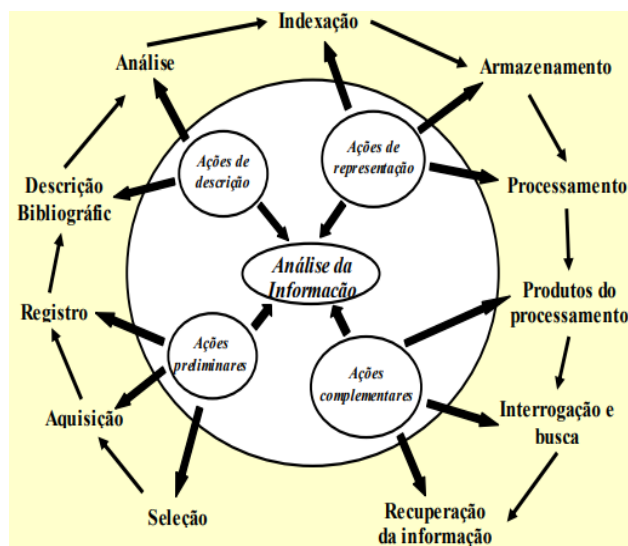 Indexação
Análise
Armazenamento
Ações de
descrição
Ações de
representação
Descrição
Bibliográfic
Processamento
Análise da
Informacão
Registro
Produtos do
processamento
Ações
preliminares
Ações
complementares
Aquisição
Interrogação e
busca
Seleção
Recuperação
da informação